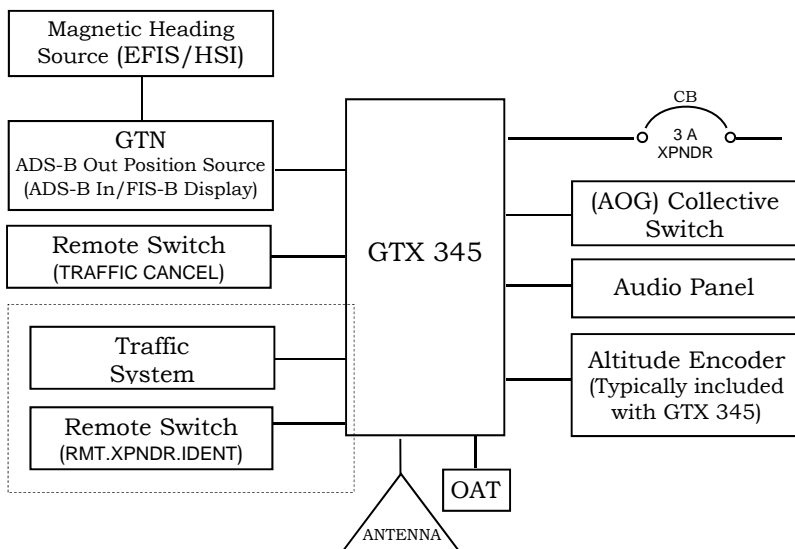 Magnetic Heading
Source (EFIS/HSI)
GTN
ADS-B Out Position Source
(ADS-B In/FIS-B Display)
Remote Switch
(TRAFFIC CANCEL)
Traffic
System
Remote Switch
(RMT.XPNDR.IDENT)
GTX 345
ANTENNA
OAT
CB
3 A
XPNDR
(AOG) Collective
Switch
Audio Panel
Altitude Encoder
(Typically included
with GTX 345)